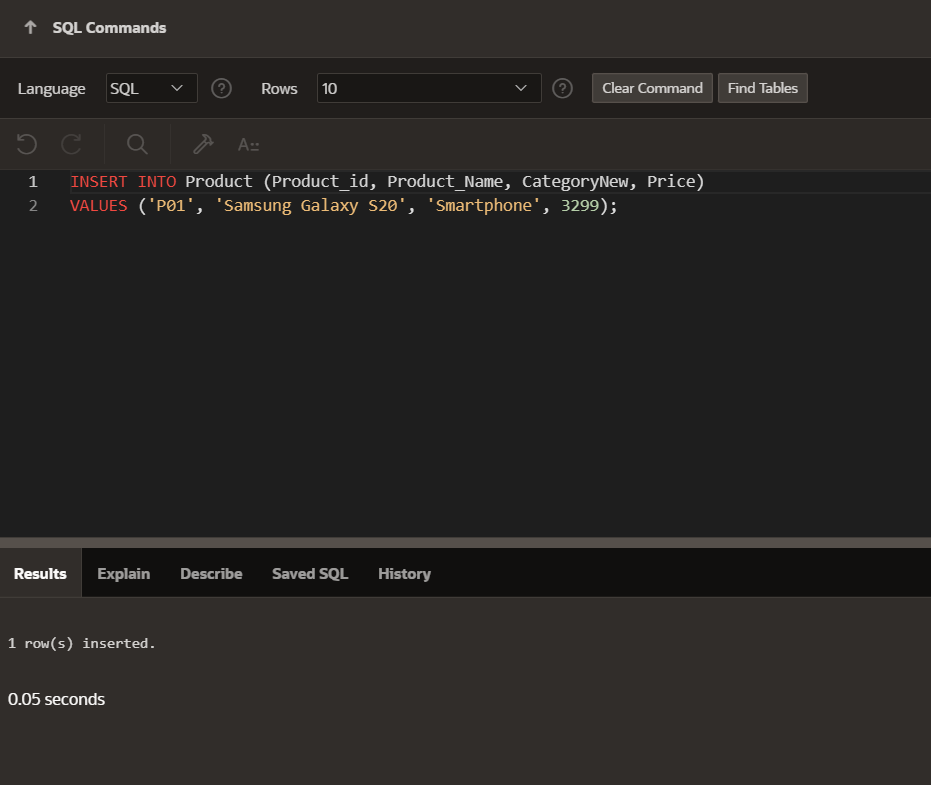 SQL Commands
Language SQL Rows 10 Clear Command Find Tables
1 INSERT INTO Product (Product_id, Product_Name, CategoryNew, Price)
2 VALUES ('P01', 'Samsung Galaxy S20', 'Smartphone', 3299);
Results Explain Describe Saved SQL History
1 row(s) inserted.
0.05 seconds